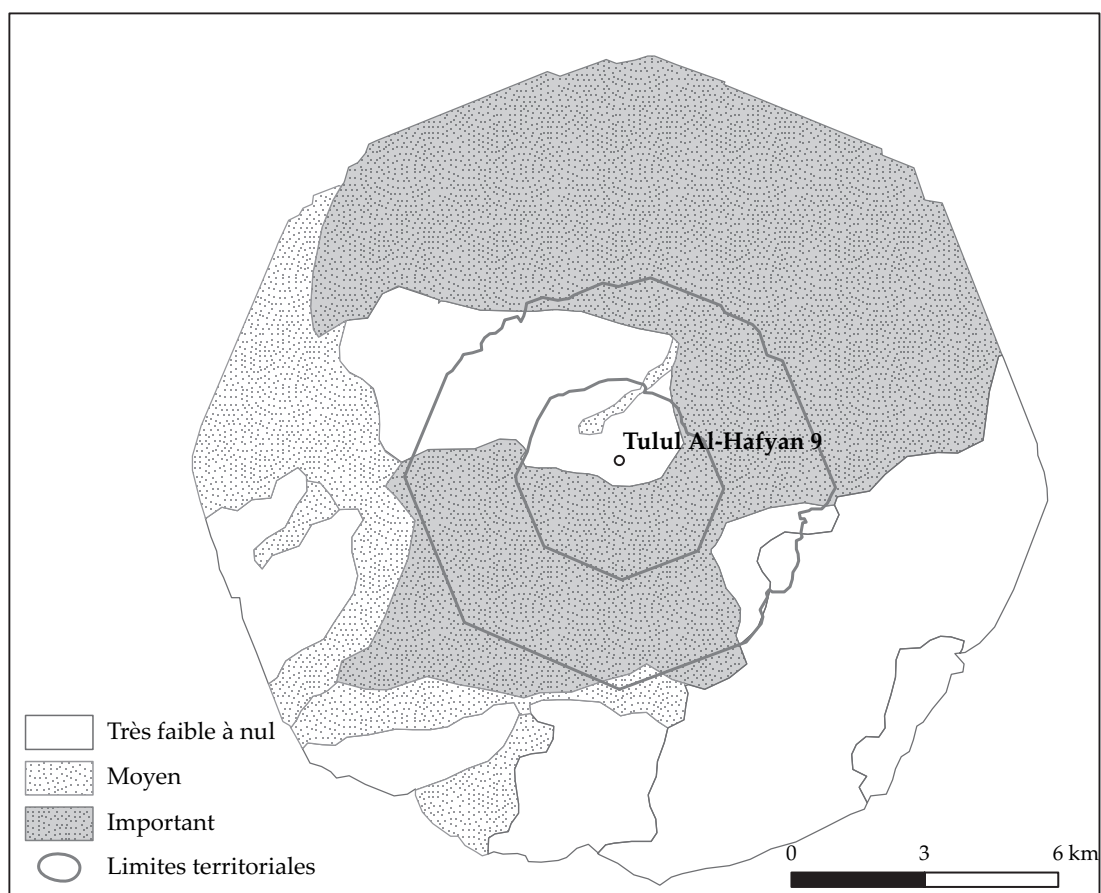 Tulul Al-Hafyan 9
Très faible à nul
Moyen
Important
Limites territoriales
0 3 6 km